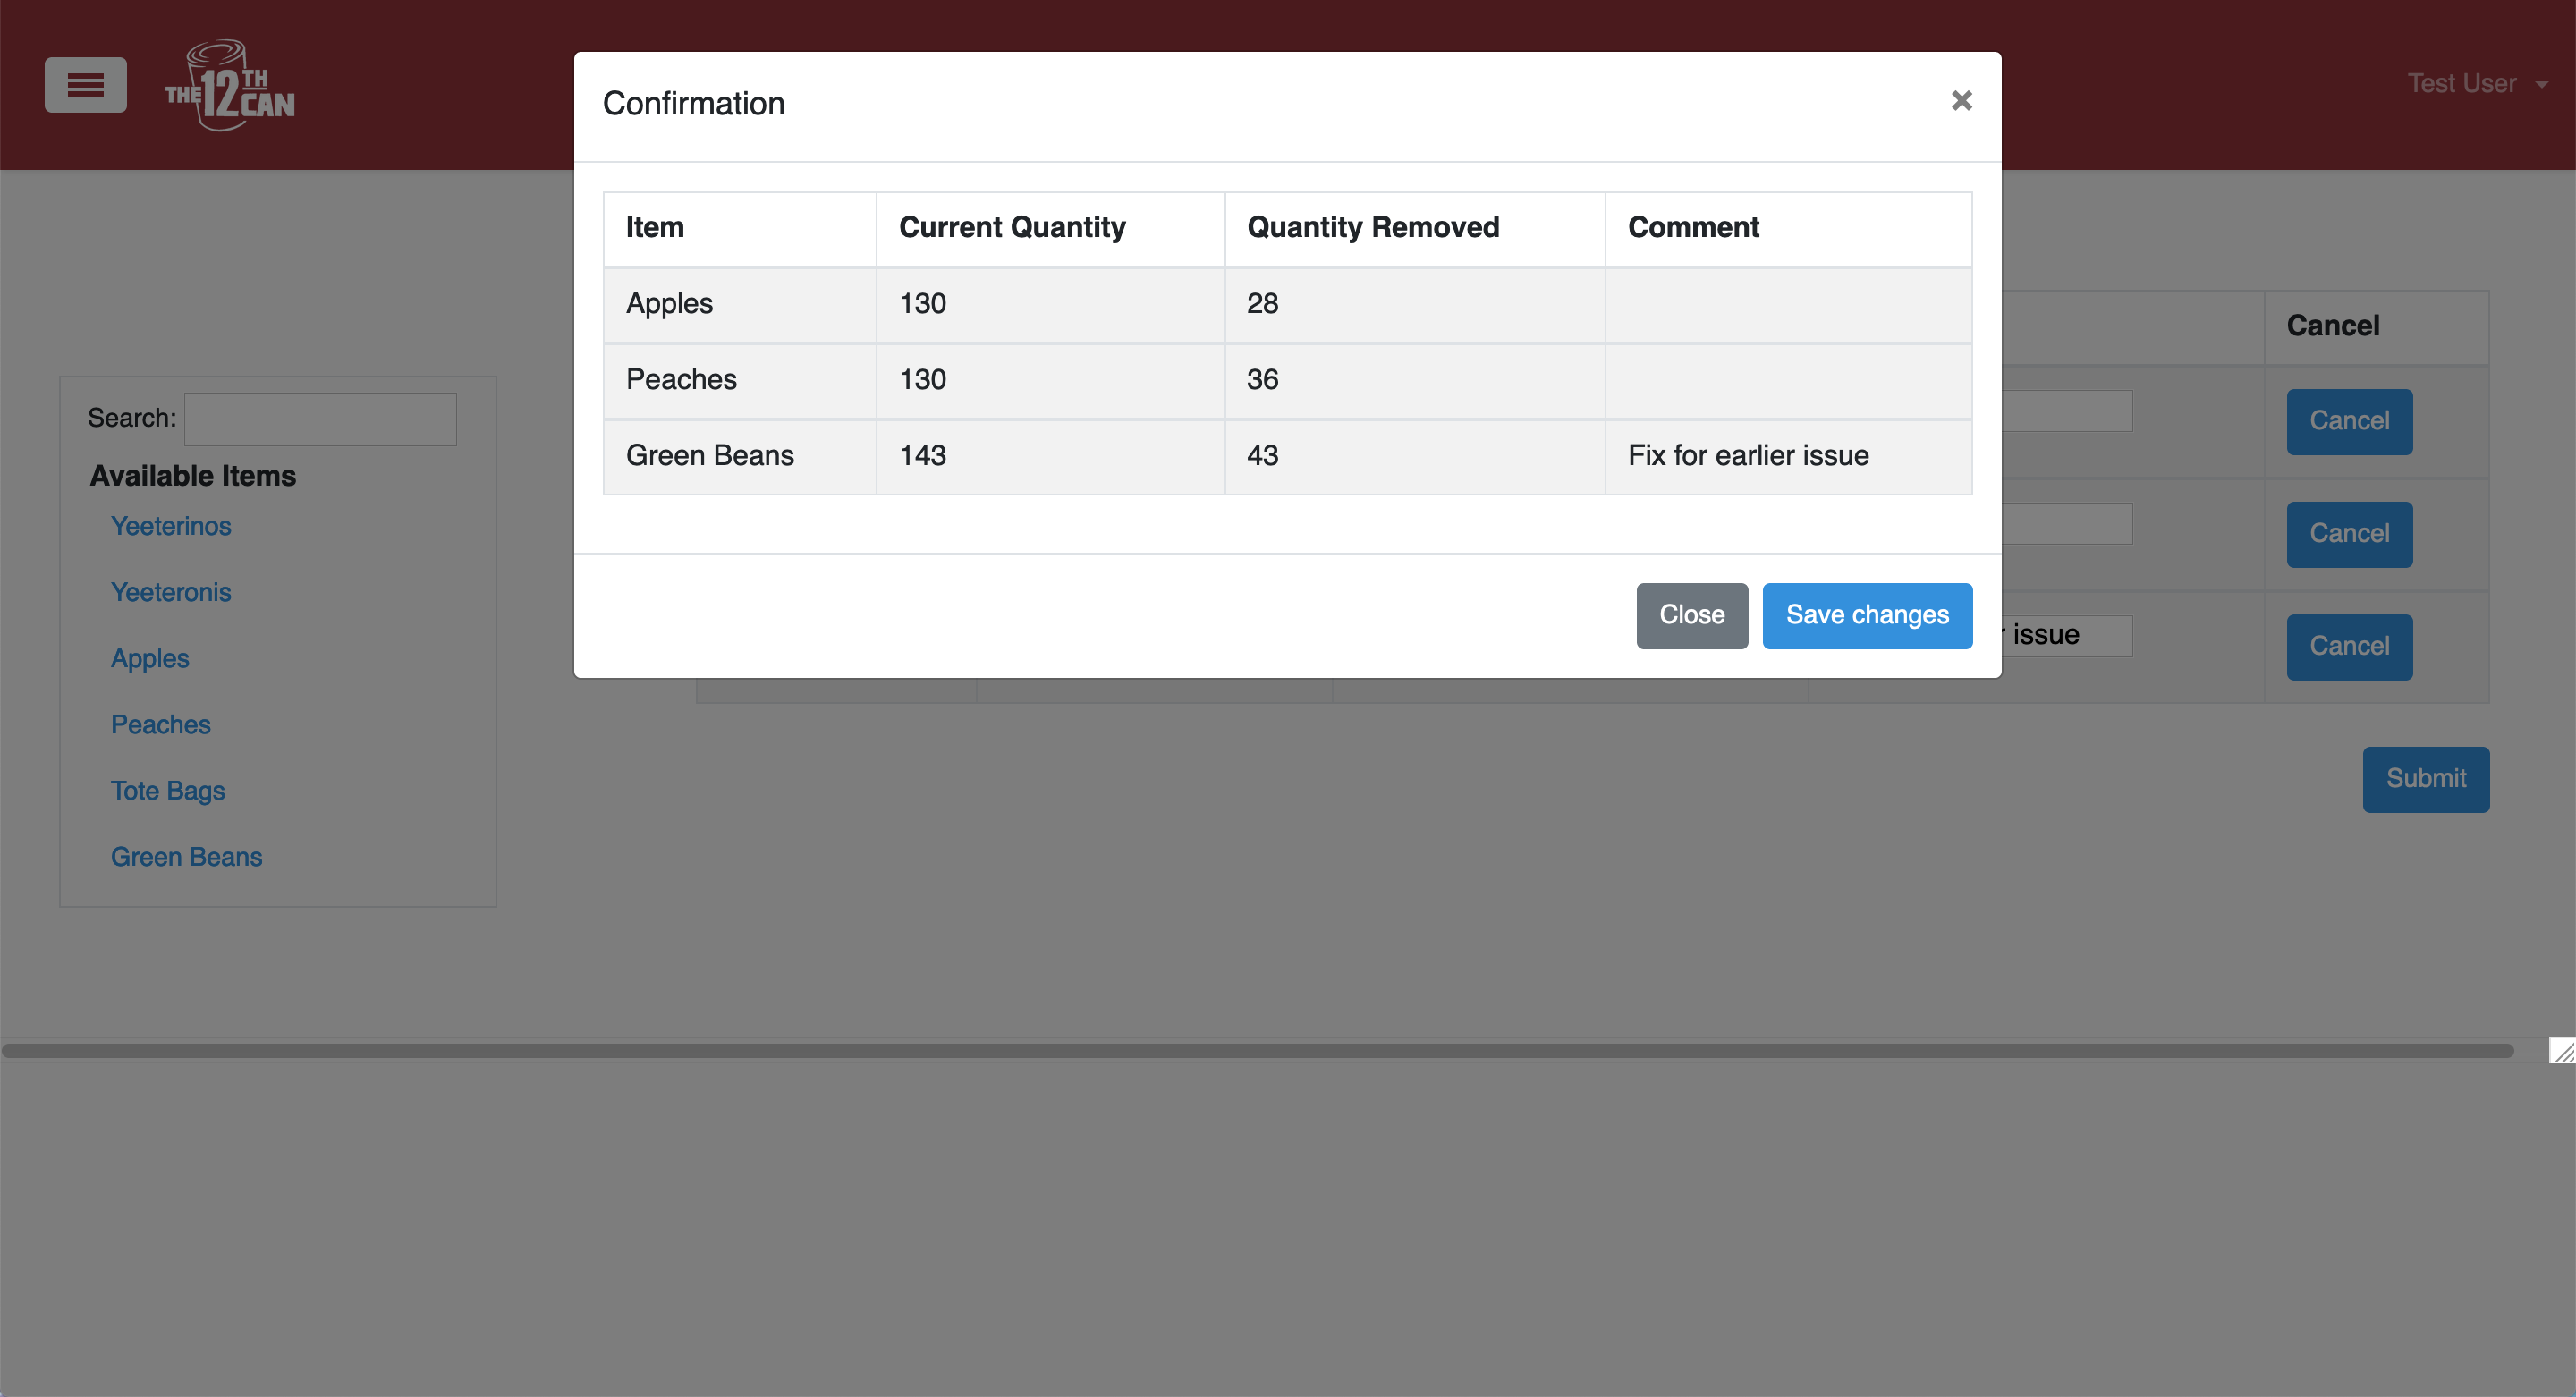 THE 12TH CAN
Test User
Confirmation
×
Item Current Quantity Quantity Removed Comment
Apples 130 28
Peaches 130 36
Green Beans 143 43 Fix for earlier issue
Close Save changes
Search:
Available Items
Yeeterinos
Yeeteronis
Apples
Peaches
Tote Bags
Green Beans
Cancel
Cancel
Cancel
issue Cancel
Submit